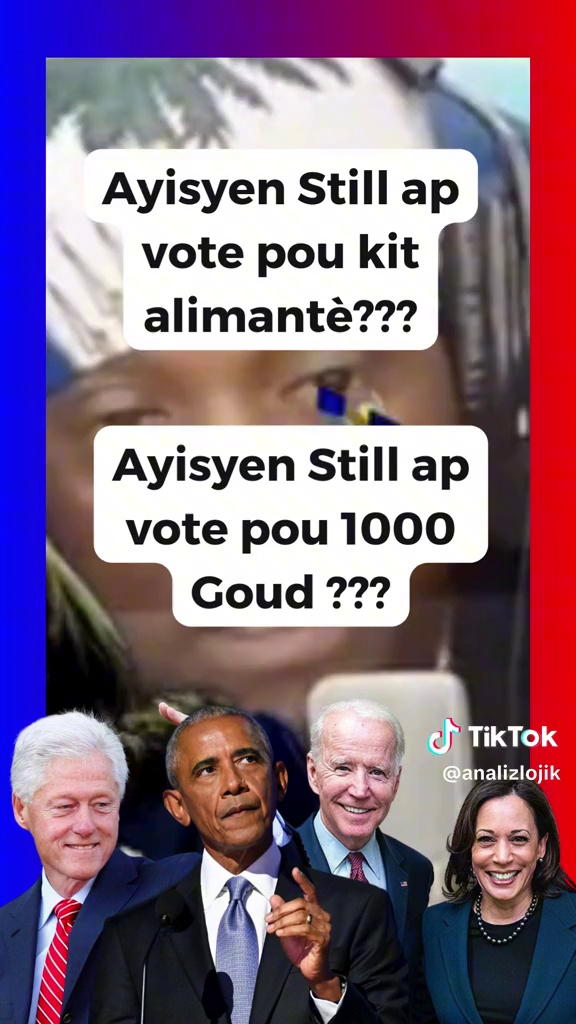 Ayisyen Still ap
vote pou kit
alimantè???
Ayisyen Still ap
vote pou 1000
Goud ???
TikTok
@analizlojik